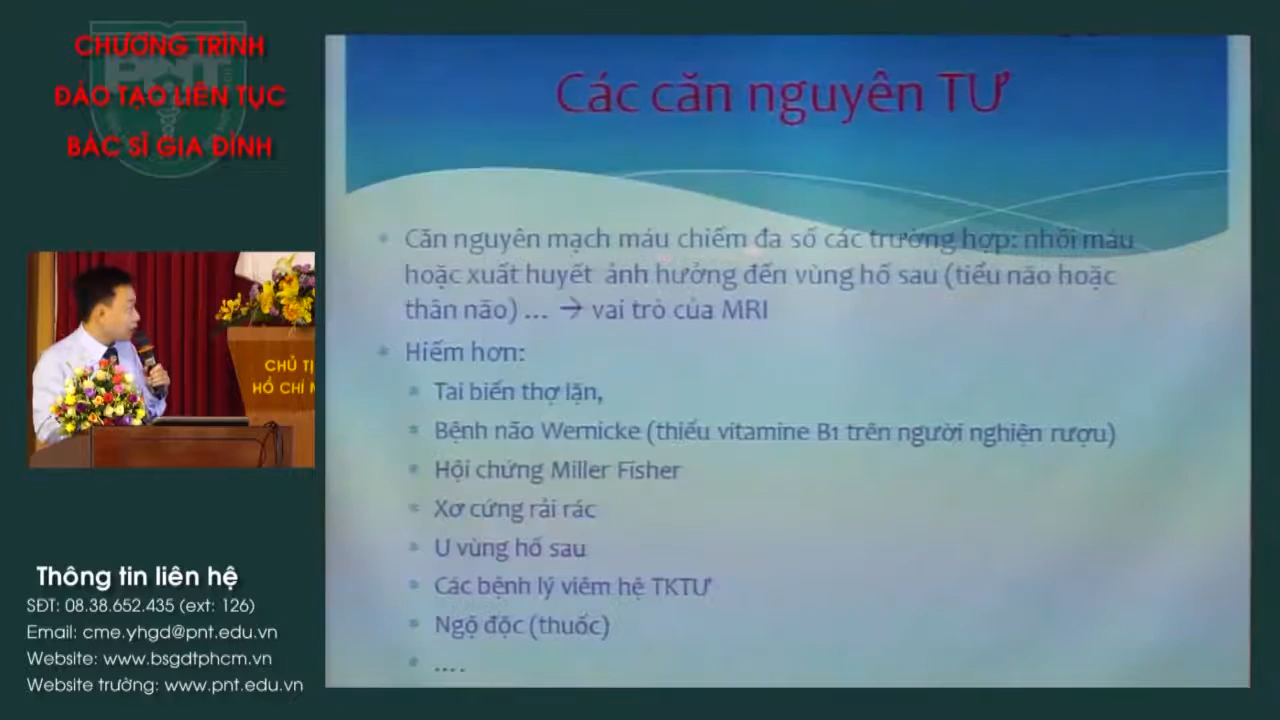 CHƯƠNG TRÌNH
ĐÀO TẠO LIÊN TỤC
BÁC SĨ GIA ĐÌNH
PNT
Các căn nguyên TƯ
Căn nguyên mạch máu chiếm đa số các trường hợp: nhồi máu
hoặc xuất huyết ảnh hưởng đến vùng hố sau (tiểu não hoặc
thân não) ... → vai trò của MRI
Hiếm hơn:
Tai biến thợ lặn,
Bệnh não Wernicke (thiếu vitamine B1 trên người nghiện rượu)
Hội chứng Miller Fisher
Xơ cứng rải rác
U vùng hố sau
Các bệnh lý viêm hệ TKTƯ
Ngộ độc (thuốc)
....
CHỦ TỊ
HỒ CHÍ M
Thông tin liên hệ
SĐT: 08.38.652.435 (ext: 126)
Email: cme.yhgd@pnt.edu.vn
Website: www.bsgdtphcm.vn
Website trường: www.pnt.edu.vn